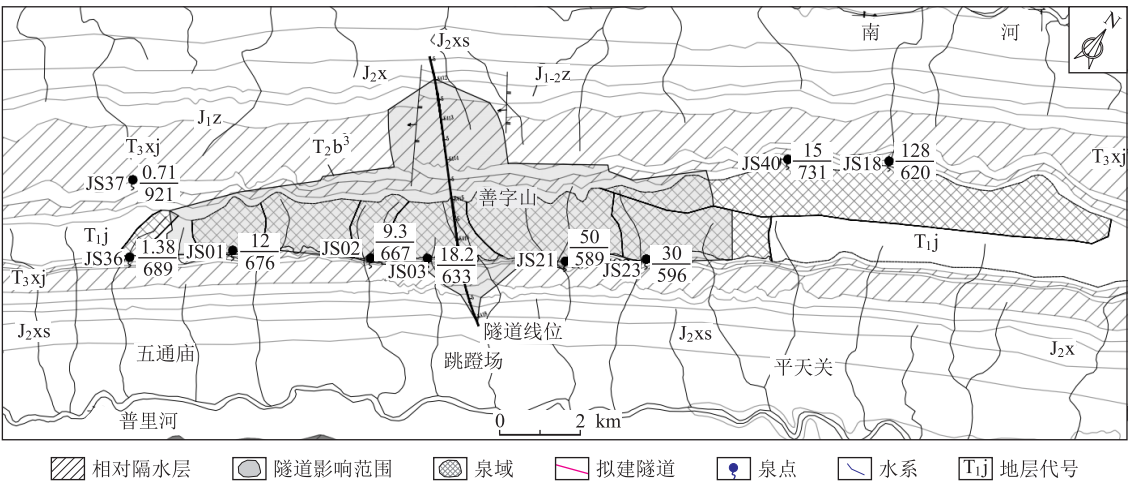 南 河
N
J₂xs
J₂x
J₁₋₂z
J₁z
T₃xj
T₂b³
T₃xj
JS37 0.71/921
JS40 15/731
JS18 128/620
善字山
T₁j
JS36 1.38/689
JS01 12/676
JS02 9.3/667
JS03 18.2/633
JS21 50/589
JS23 30/596
T₁j
T₃xj
隧道线位
J₂xs
五通庙
跳蹬场
J₂xs
平天关
J₂x
普里河
0 2 km
相对隔水层 隧道影响范围 泉域 拟建隧道 泉点 水系 T₁j 地层代号